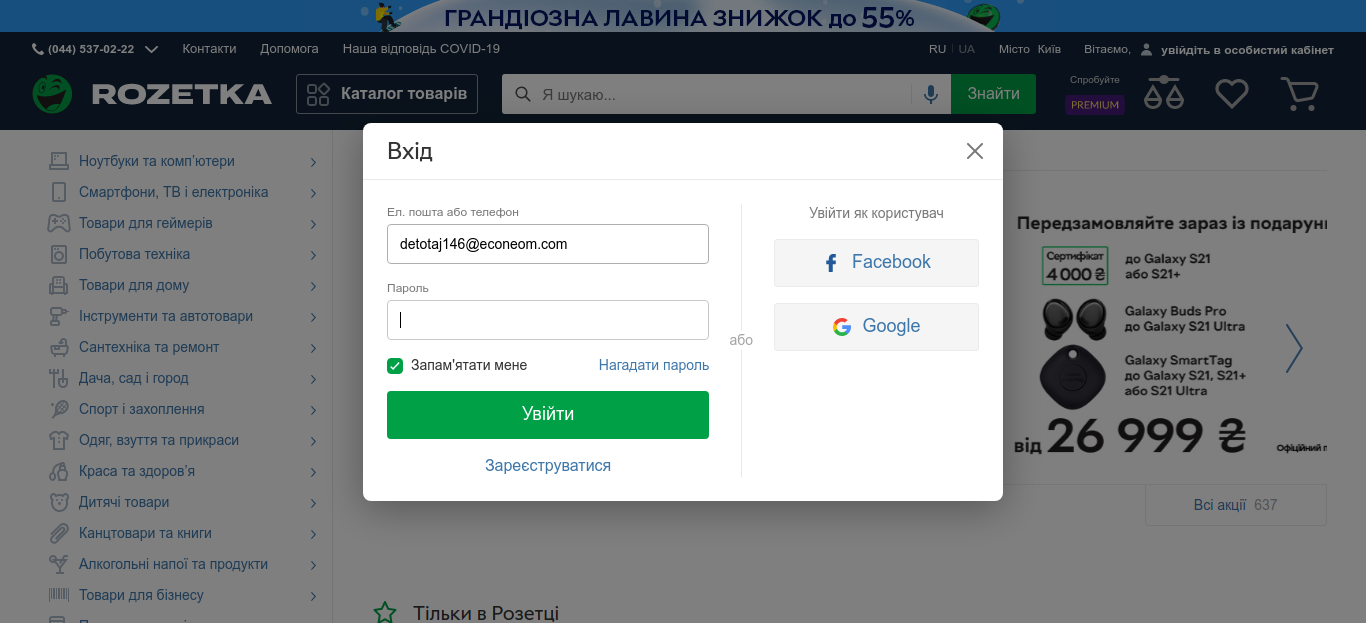 ГРАНДІОЗНА ЛАВИНА ЗНИЖОК до 55%
(044) 537-02-22
Контакти
Допомога
Наша відповідь COVID-19
RU | UA
Місто Київ
Вітаємо, увійдіть в особистий кабінет
ROZETKA
Каталог товарів
Я шукаю...
Знайти
Спробуйте
PREMIUM
Ноутбуки та комп'ютери
Смартфони, ТВ і електроніка
Товари для геймерів
Побутова техніка
Товари для дому
Інструменти та автотовари
Сантехніка та ремонт
Дача, сад і город
Спорт і захоплення
Одяг, взуття та прикраси
Краса та здоров'я
Дитячі товари
Канцтовари та книги
Алкогольні напої та продукти
Товари для бізнесу
Вхід
Ел. пошта або телефон
detotaj146@econeom.com
Пароль
Запам'ятати мене
Нагадати пароль
Увійти
Зареєструватися
або
Увійти як користувач
Facebook
Google
Передзамовляйте зараз із подарун
Сертифікат
4 000 ₴
до Galaxy S21
або S21+
Galaxy Buds Pro
до Galaxy S21 Ultra
Galaxy SmartTag
до Galaxy S21, S21+
або S21 Ultra
від 26 999 ₴
Офіційний п
Всі акції 637
Тільки в Розетці